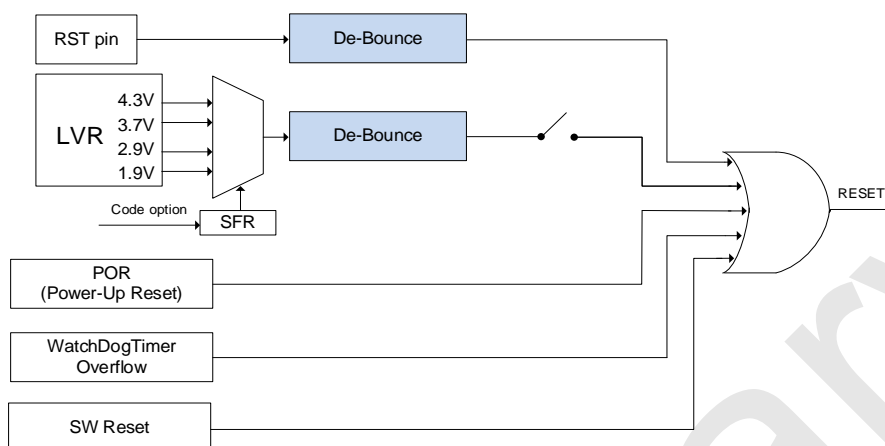 RST pin
De-Bounce
LVR
4.3V
3.7V
2.9V
1.9V
De-Bounce
Code option
SFR
RESET
POR
(Power-Up Reset)
WatchDogTimer
Overflow
SW Reset